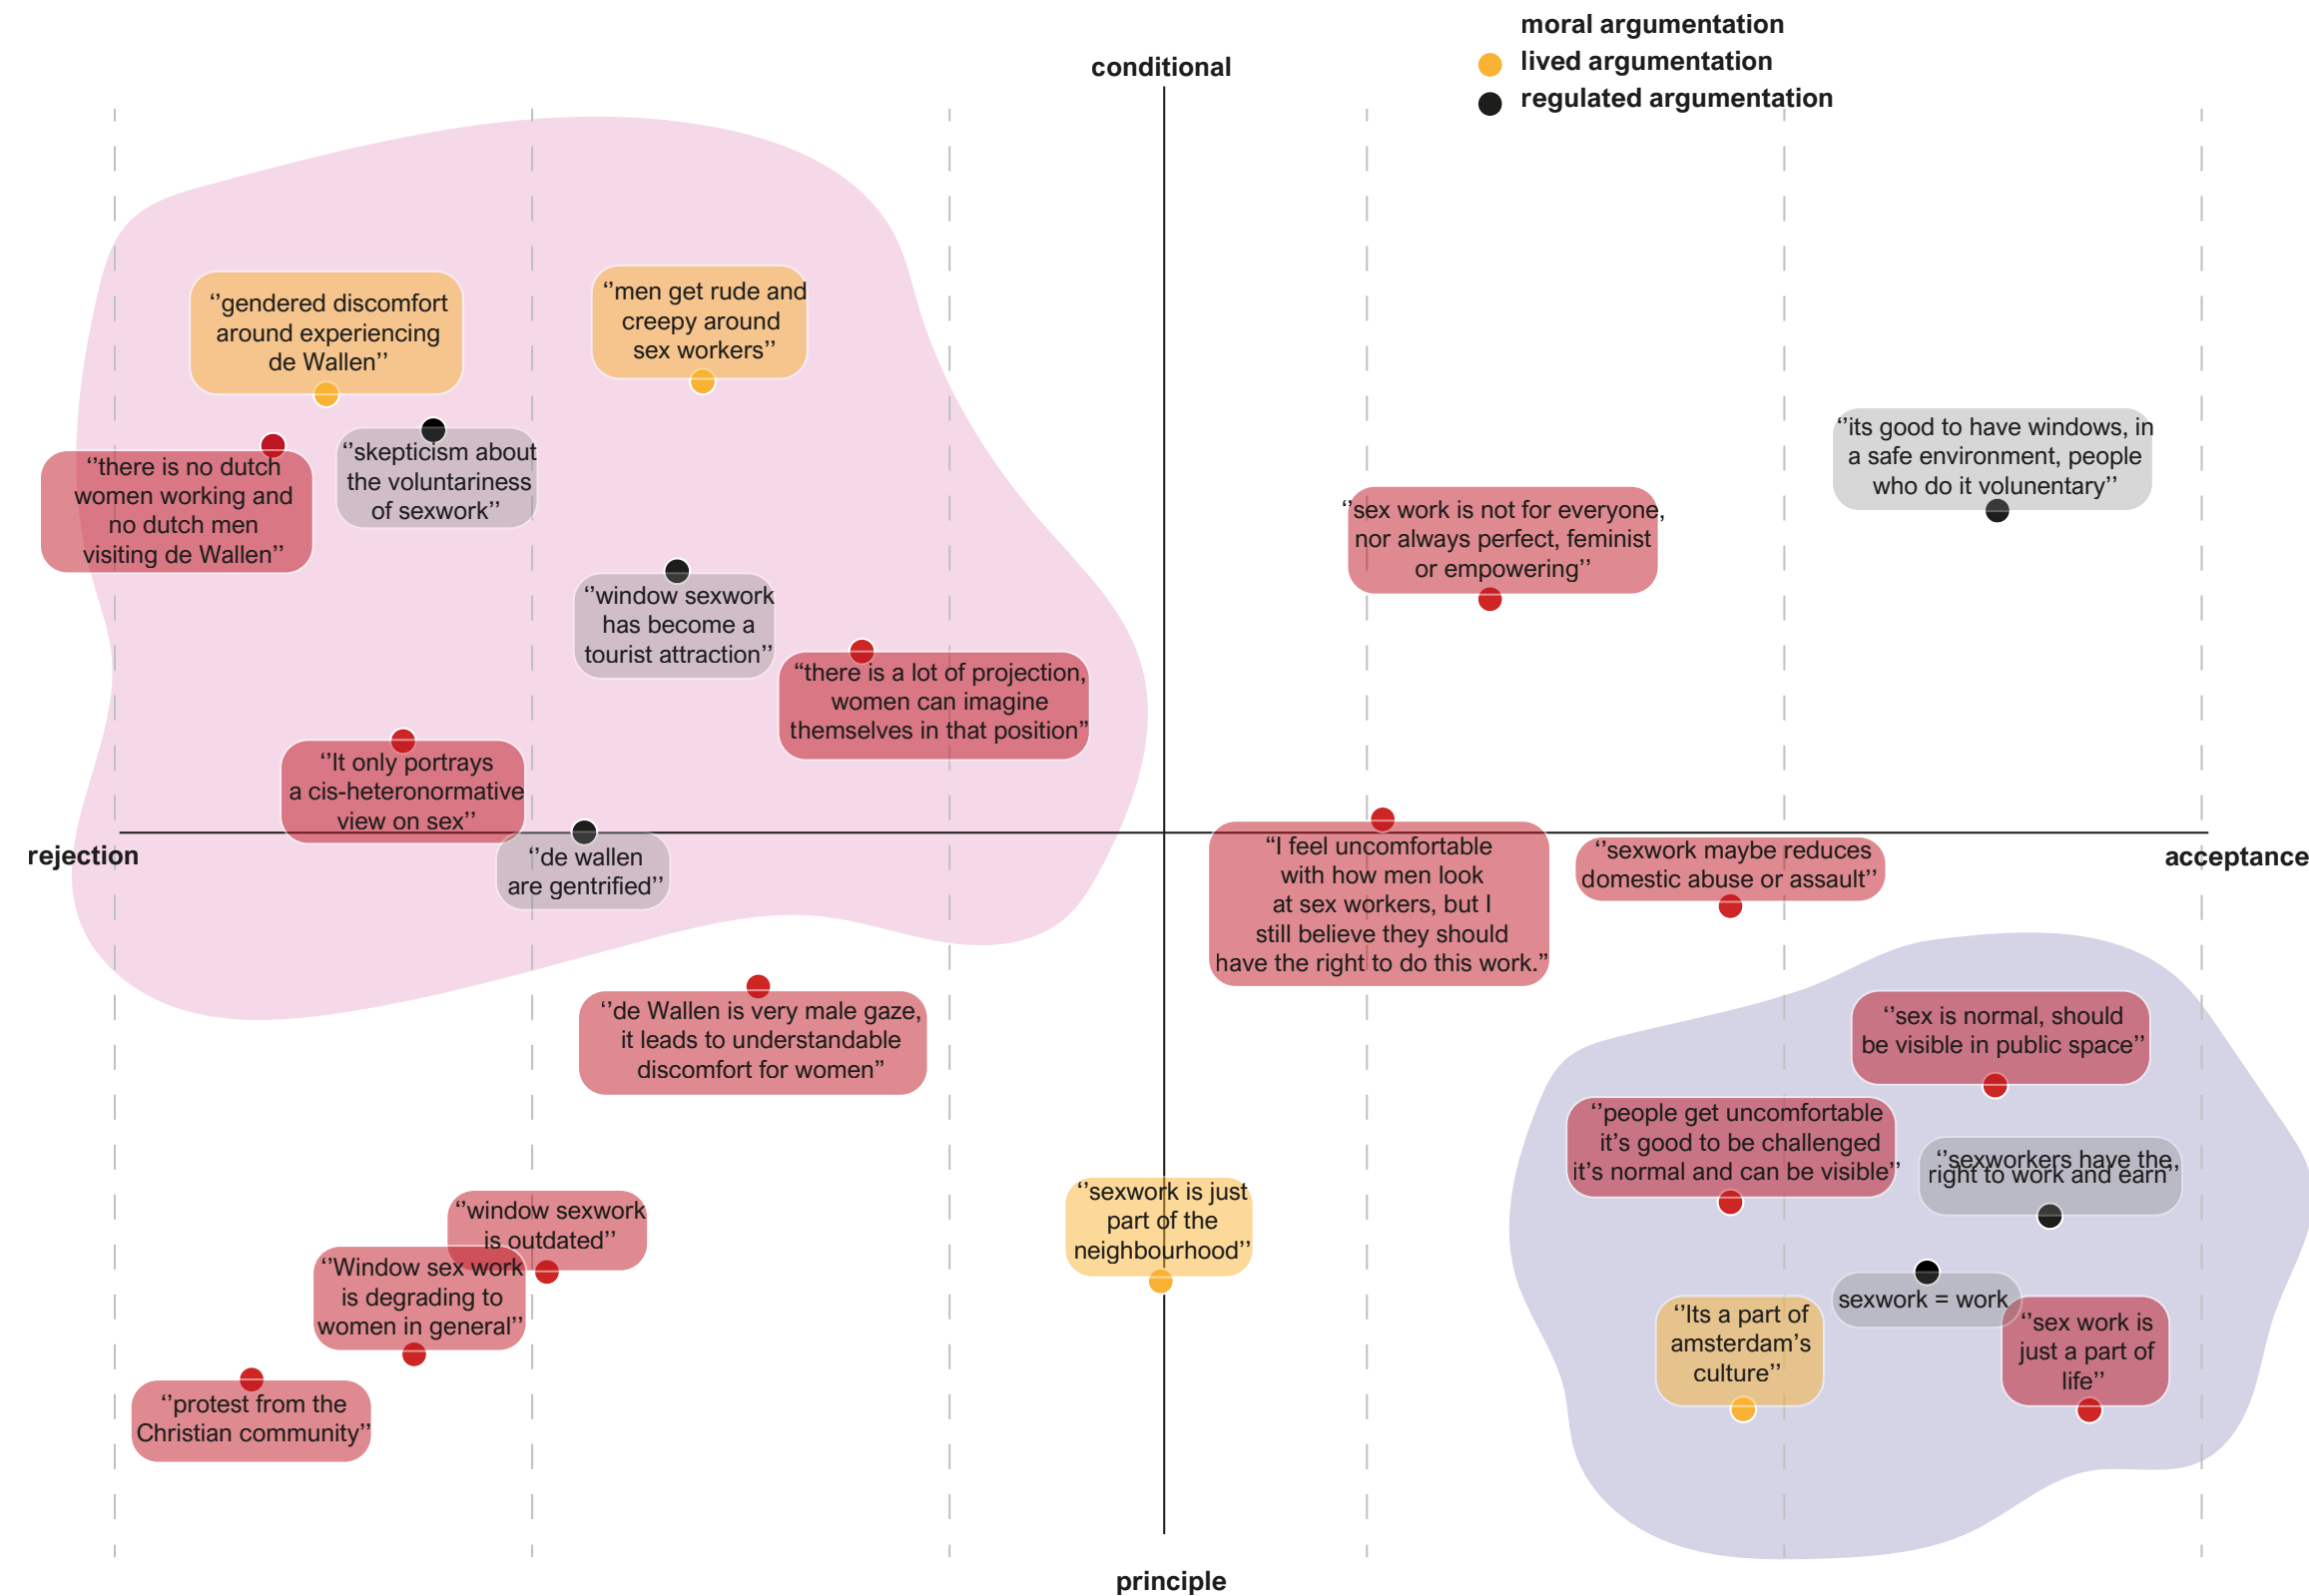 moral argumentation
lived argumentation
regulated argumentation
conditional
‘’gendered discomfort
around experiencing
de Wallen’’
‘’men get rude and
creepy around
sex workers’’
‘’there is no dutch
women working and
no dutch men
visiting de Wallen’’
‘’skepticism about
the voluntariness
of sexwork’’
‘’its good to have windows, in
a safe environment, people
who do it volunentary’’
‘’sex work is not for everyone,
nor always perfect, feminist
or empowering’’
‘’window sexwork
has become a
tourist attraction’’
“there is a lot of projection,
women can imagine
themselves in that position”
‘’It only portrays
a cis-heteronormative
view on sex’’
rejection
‘’de wallen
are gentrified’’
“I feel uncomfortable
with how men look
at sex workers, but I
still believe they should
have the right to do this work.”
‘’sexwork maybe reduces
domestic abuse or assault’’
acceptance
‘’de Wallen is very male gaze,
it leads to understandable
discomfort for women”
‘’sex is normal, should
be visible in public space’’
‘’people get uncomfortable
it’s good to be challenged
it’s normal and can be visible’’
‘’sexworkers have the
right to work and earn’’
‘’window sexwork
is outdated’’
‘’sexwork is just
part of the
neighbourhood’’
‘’Window sex work
is degrading to
women in general’’
sexwork = work
‘’Its a part of
amsterdam’s
culture’’
‘’sex work is
just a part of
life’’
‘’protest from the
Christian community’’
principle